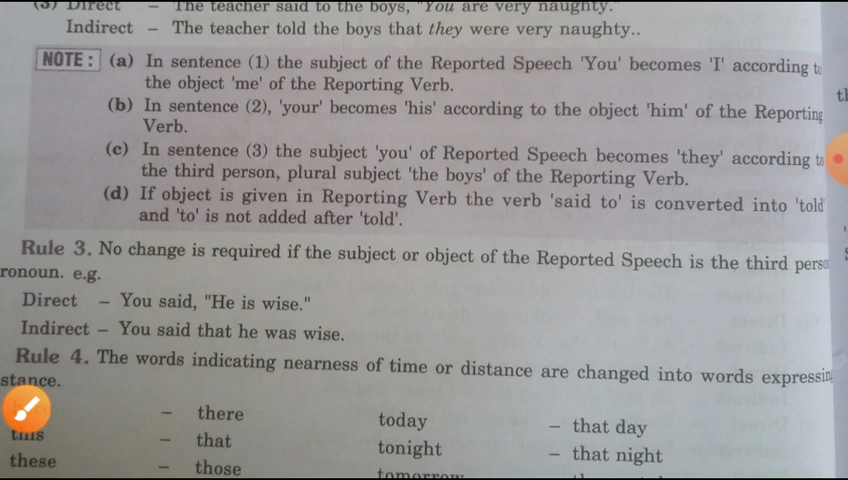 (3) Direct – The teacher said to the boys, "You are very naughty."
Indirect – The teacher told the boys that they were very naughty..
NOTE : (a) In sentence (1) the subject of the Reported Speech 'You' becomes 'I' according to
the object 'me' of the Reporting Verb.
(b) In sentence (2), 'your' becomes 'his' according to the object 'him' of the Reporting
Verb.
(c) In sentence (3) the subject 'you' of Reported Speech becomes 'they' according to
the third person, plural subject 'the boys' of the Reporting Verb.
(d) If object is given in Reporting Verb the verb 'said to' is converted into 'told'
and 'to' is not added after 'told'.
Rule 3. No change is required if the subject or object of the Reported Speech is the third perso
ronoun. e.g.
Direct – You said, "He is wise."
Indirect – You said that he was wise.
Rule 4. The words indicating nearness of time or distance are changed into words expressin
stance.
– there today – that day
this – that tonight – that night
these – those tomorrow